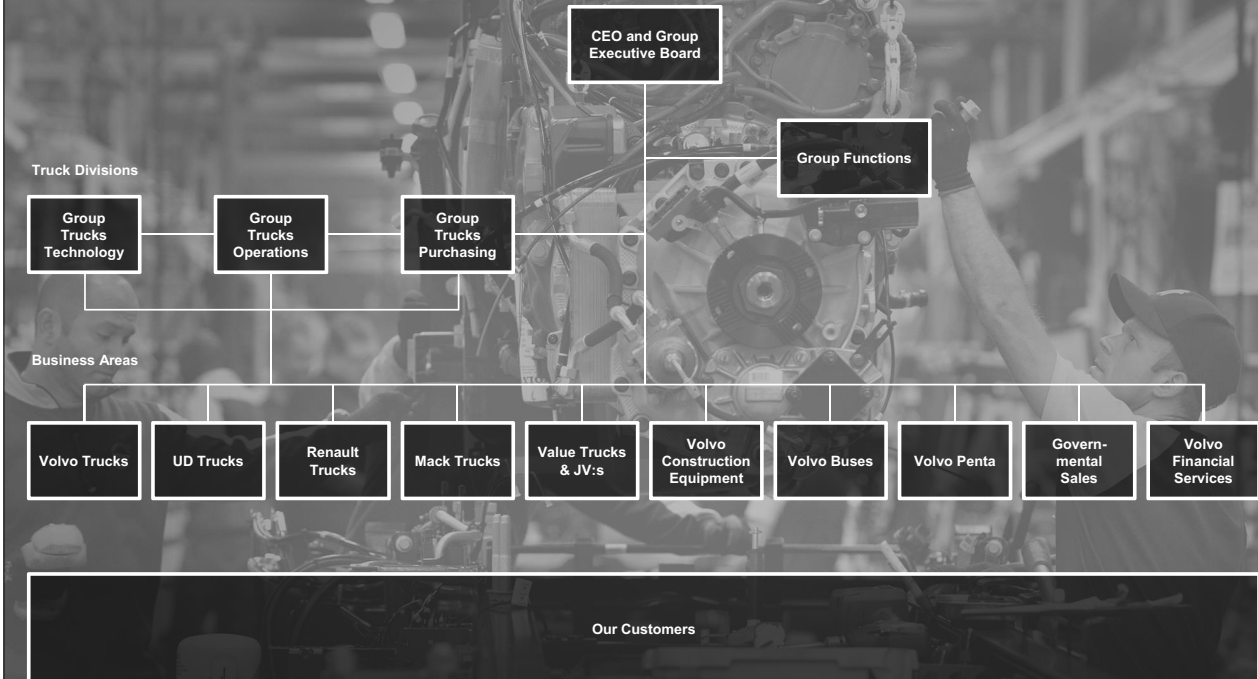 CEO and Group
Executive Board
Group Functions
Truck Divisions
Group
Trucks
Technology
Group
Trucks
Operations
Group
Trucks
Purchasing
Business Areas
Volvo Trucks
UD Trucks
Renault
Trucks
Mack Trucks
Value Trucks
& JV:s
Volvo
Construction
Equipment
Volvo Buses
Volvo Penta
Govern-
mental
Sales
Volvo
Financial
Services
Our Customers